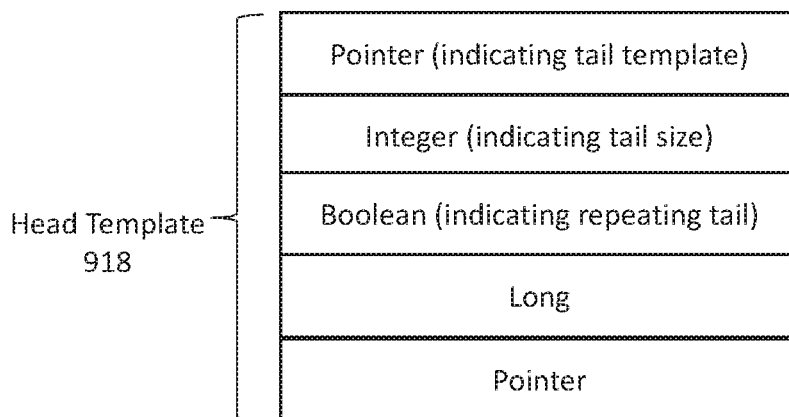 Head Template
918
Pointer (indicating tail template)
Integer (indicating tail size)
Boolean (indicating repeating tail)
Long
Pointer